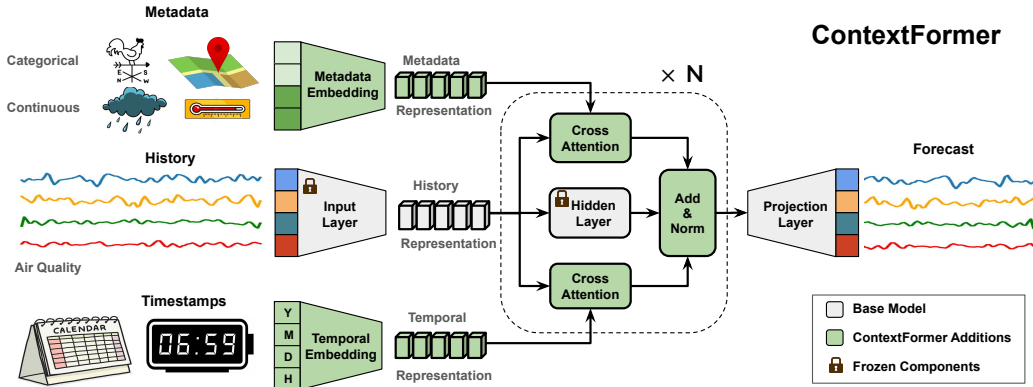 Metadata
ContextFormer
Categorical
Continuous
E
S
N
W
Metadata
Embedding
Metadata
Representation
× N
Cross
Attention
History
Input
Layer
History
Representation
Hidden
Layer
Add
&
Norm
Projection
Layer
Forecast
Air Quality
Cross
Attention
Timestamps
CALENDAR
06:59
Y
M
D
H
Temporal
Embedding
Temporal
Representation
Base Model
ContextFormer Additions
Frozen Components